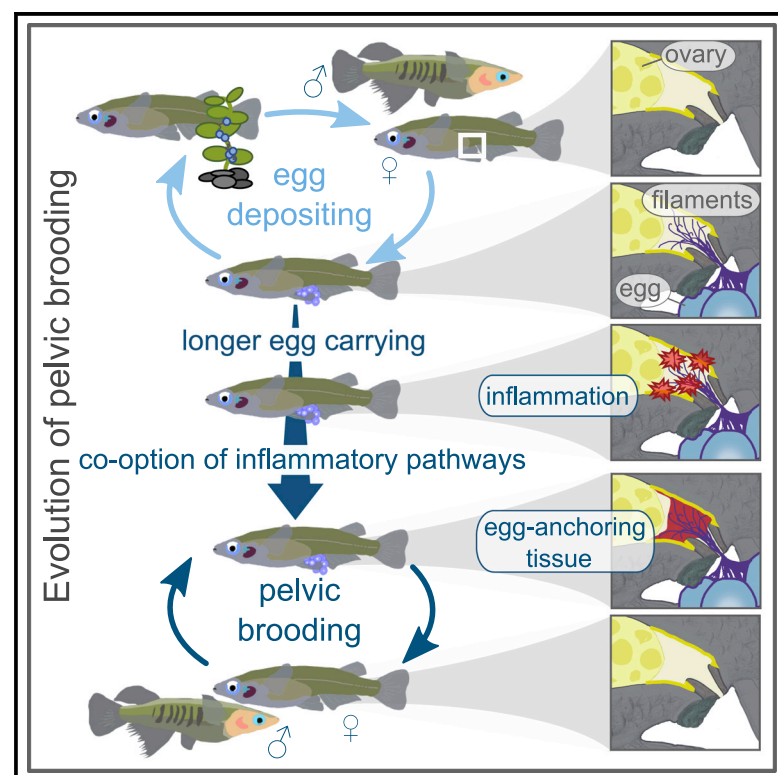 Evolution of pelvic brooding
♂
♀
egg
depositing
ovary
filaments
egg
longer egg carrying
inflammation
co-option of inflammatory pathways
egg-anchoring
tissue
pelvic
brooding
♂
♀